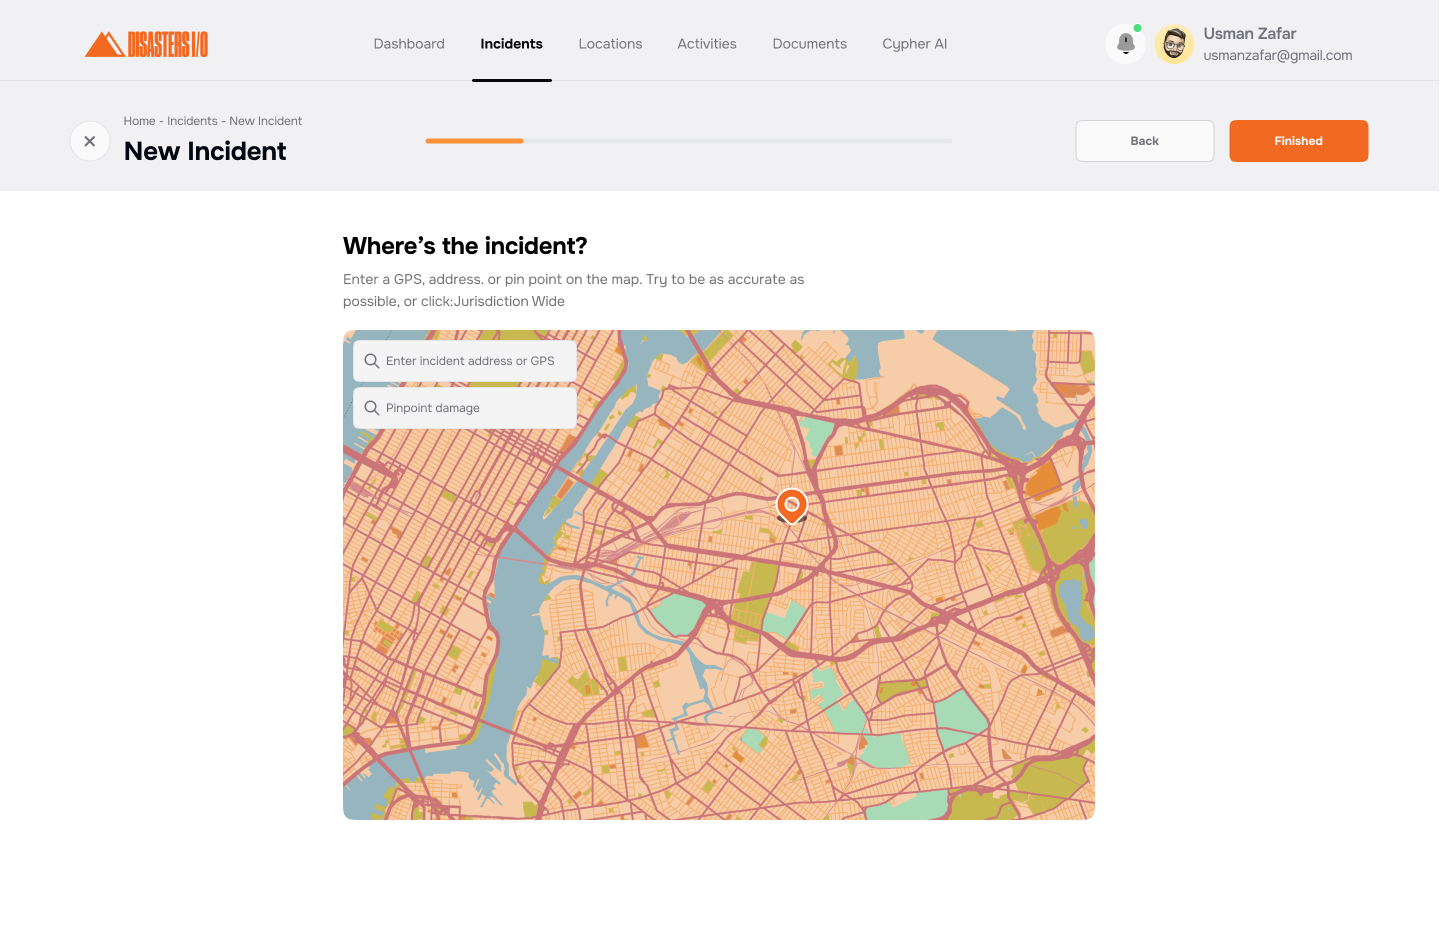 DISASTERS I/O
Dashboard
Incidents
Locations
Activities
Documents
Cypher AI
Usman Zafar
usmanzafar@gmail.com
Home - Incidents - New Incident
New Incident
Back
Finished
Where’s the incident?
Enter a GPS, address. or pin point on the map. Try to be as accurate as
possible, or click:Jurisdiction Wide
Enter incident address or GPS
Pinpoint damage